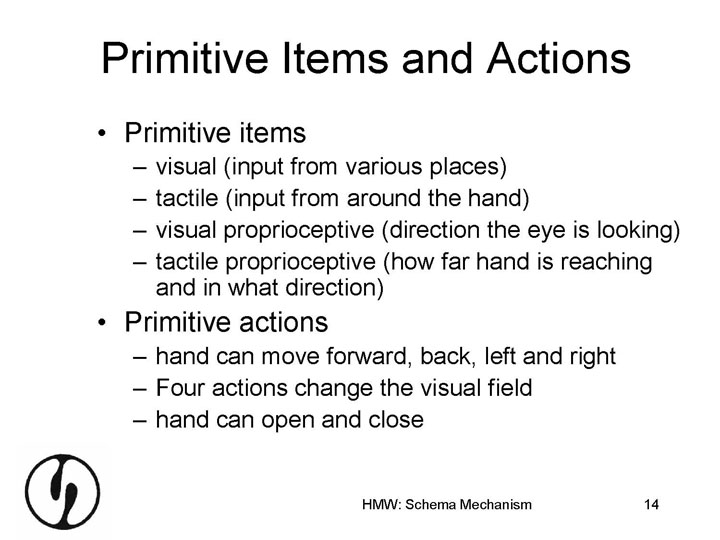 Primitive Items and Actions
• Primitive items
– visual (input from various places)
– tactile (input from around the hand)
– visual proprioceptive (direction the eye is looking)
– tactile proprioceptive (how far hand is reaching
and in what direction)
• Primitive actions
– hand can move forward, back, left and right
– Four actions change the visual field
– hand can open and close
HMW: Schema Mechanism
14